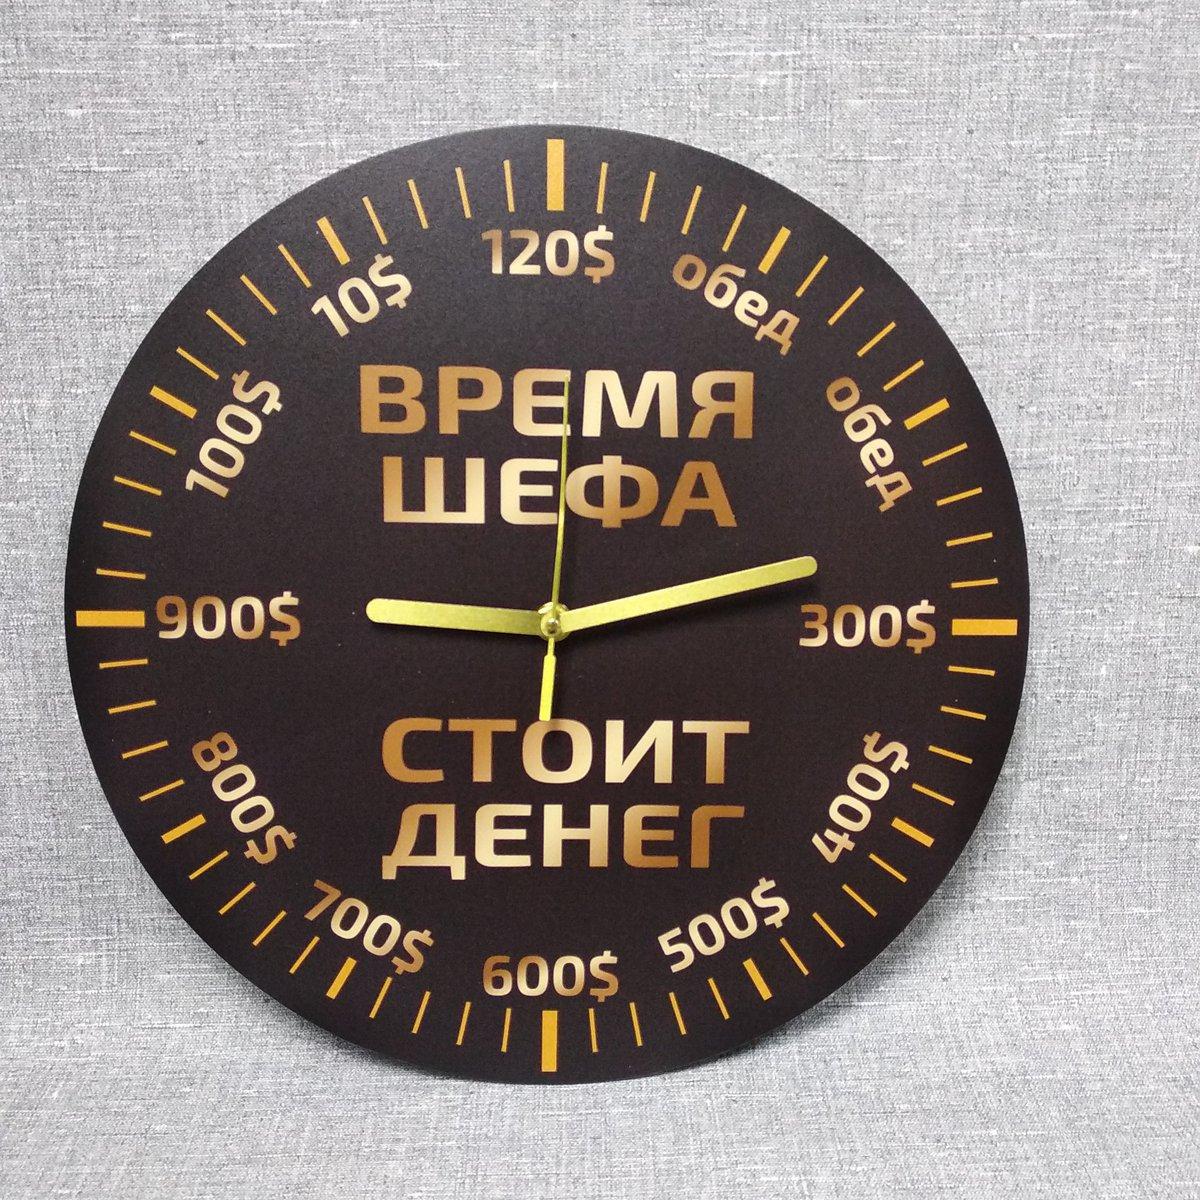 120$
обед
обед
300$
400$
500$
600$
700$
800$
900$
100$
10$
ВРЕМЯ
ШЕФА
СТОИТ
ДЕНЕГ